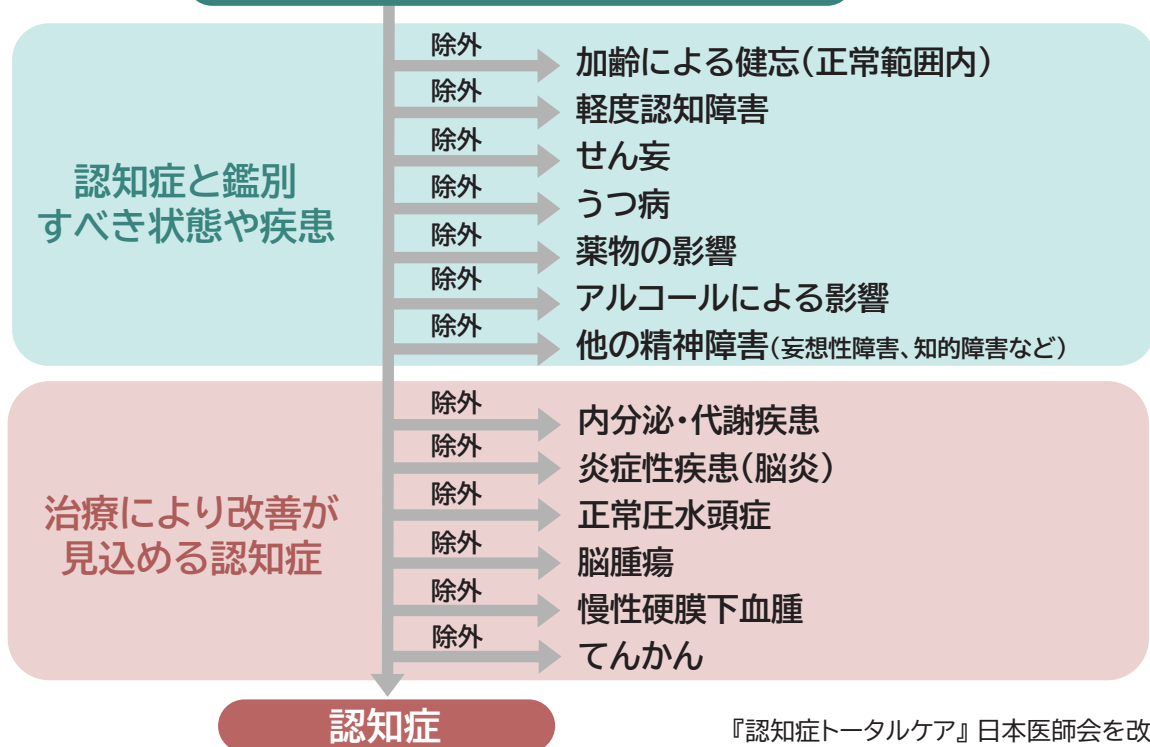 認知症と鑑別
すべき状態や疾患
除外
加齢による健忘(正常範囲内)
除外
軽度認知障害
除外
せん妄
除外
うつ病
除外
薬物の影響
除外
アルコールによる影響
除外
他の精神障害(妄想性障害、知的障害など)
治療により改善が
見込める認知症
除外
内分泌・代謝疾患
除外
炎症性疾患(脳炎)
除外
正常圧水頭症
除外
脳腫瘍
除外
慢性硬膜下血腫
除外
てんかん
認知症
『認知症トータルケア』日本医師会を改